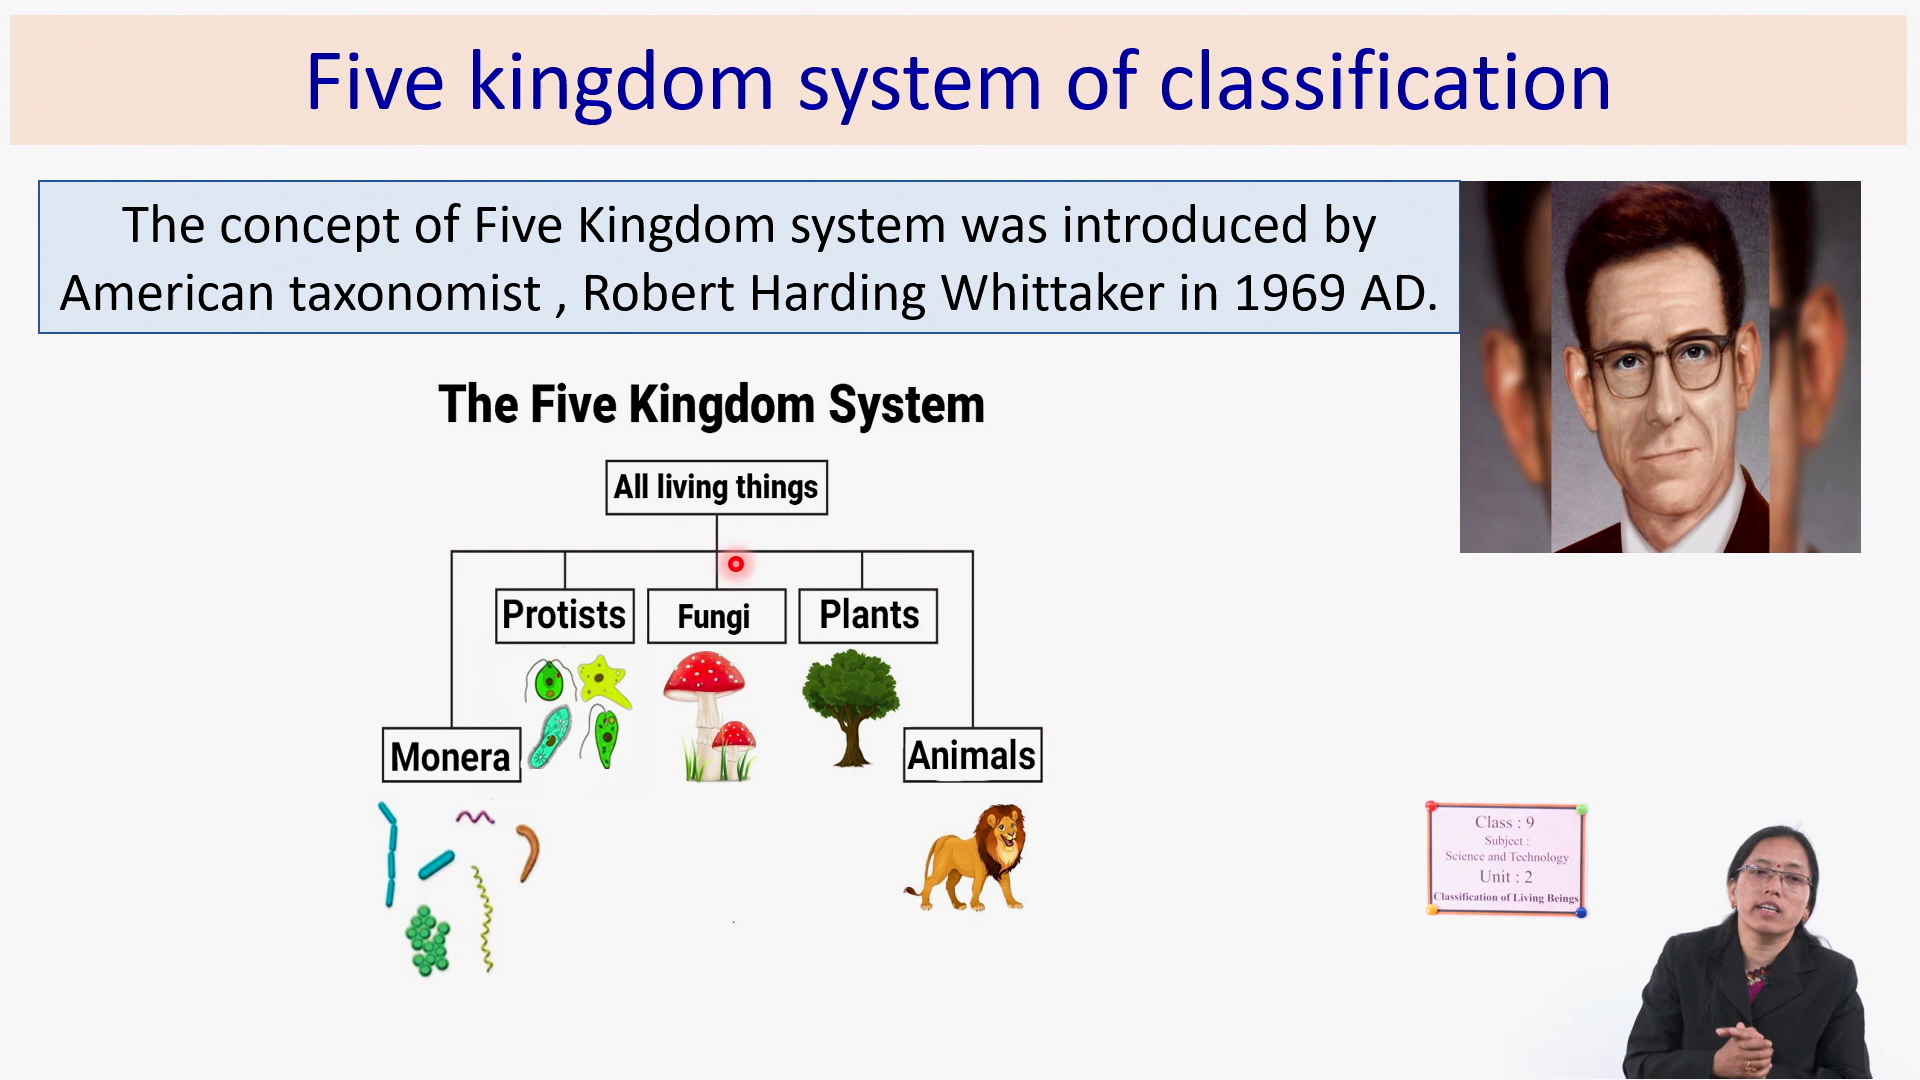 Five kingdom system of classification
The concept of Five Kingdom system was introduced by
American taxonomist , Robert Harding Whittaker in 1969 AD.
The Five Kingdom System
All living things
Protists
Fungi
Plants
Monera
Animals
Class : 9
Subject :
Science and Technology
Unit : 2
Classification of Living Beings